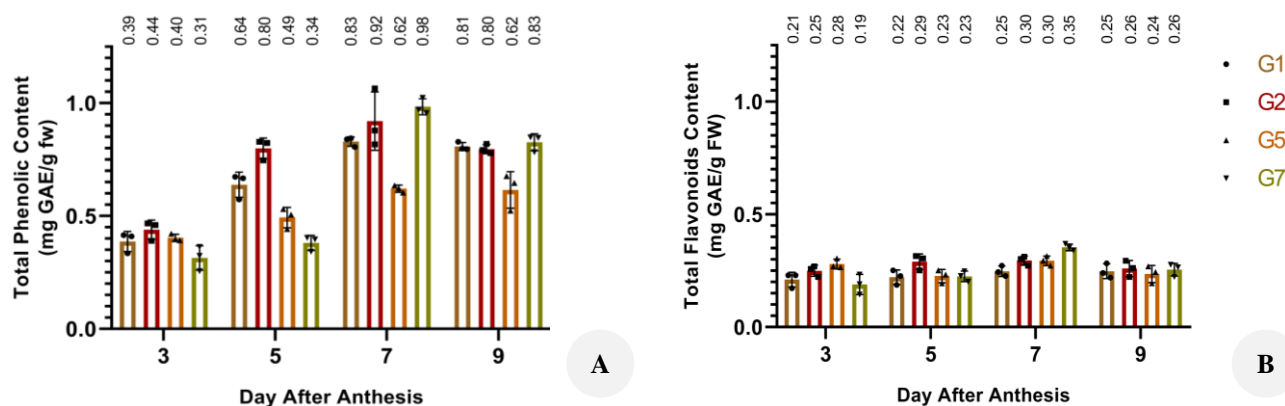 0.39 0.44 0.40 0.31 0.64 0.80 0.49 0.34 0.83 0.92 0.62 0.98 0.81 0.80 0.62 0.83
Total Phenolic Content
(mg GAE/g fw)
1.0
0.5
0.0
3 5 7 9
Day After Anthesis
A
0.21 0.25 0.28 0.19 0.22 0.29 0.23 0.23 0.25 0.30 0.30 0.35 0.25 0.26 0.24 0.26
Total Flavonoids Content
(mg GAE/g FW)
1.0
0.5
0.0
3 5 7 9
Day After Anthesis
G1
G2
G5
G7
B